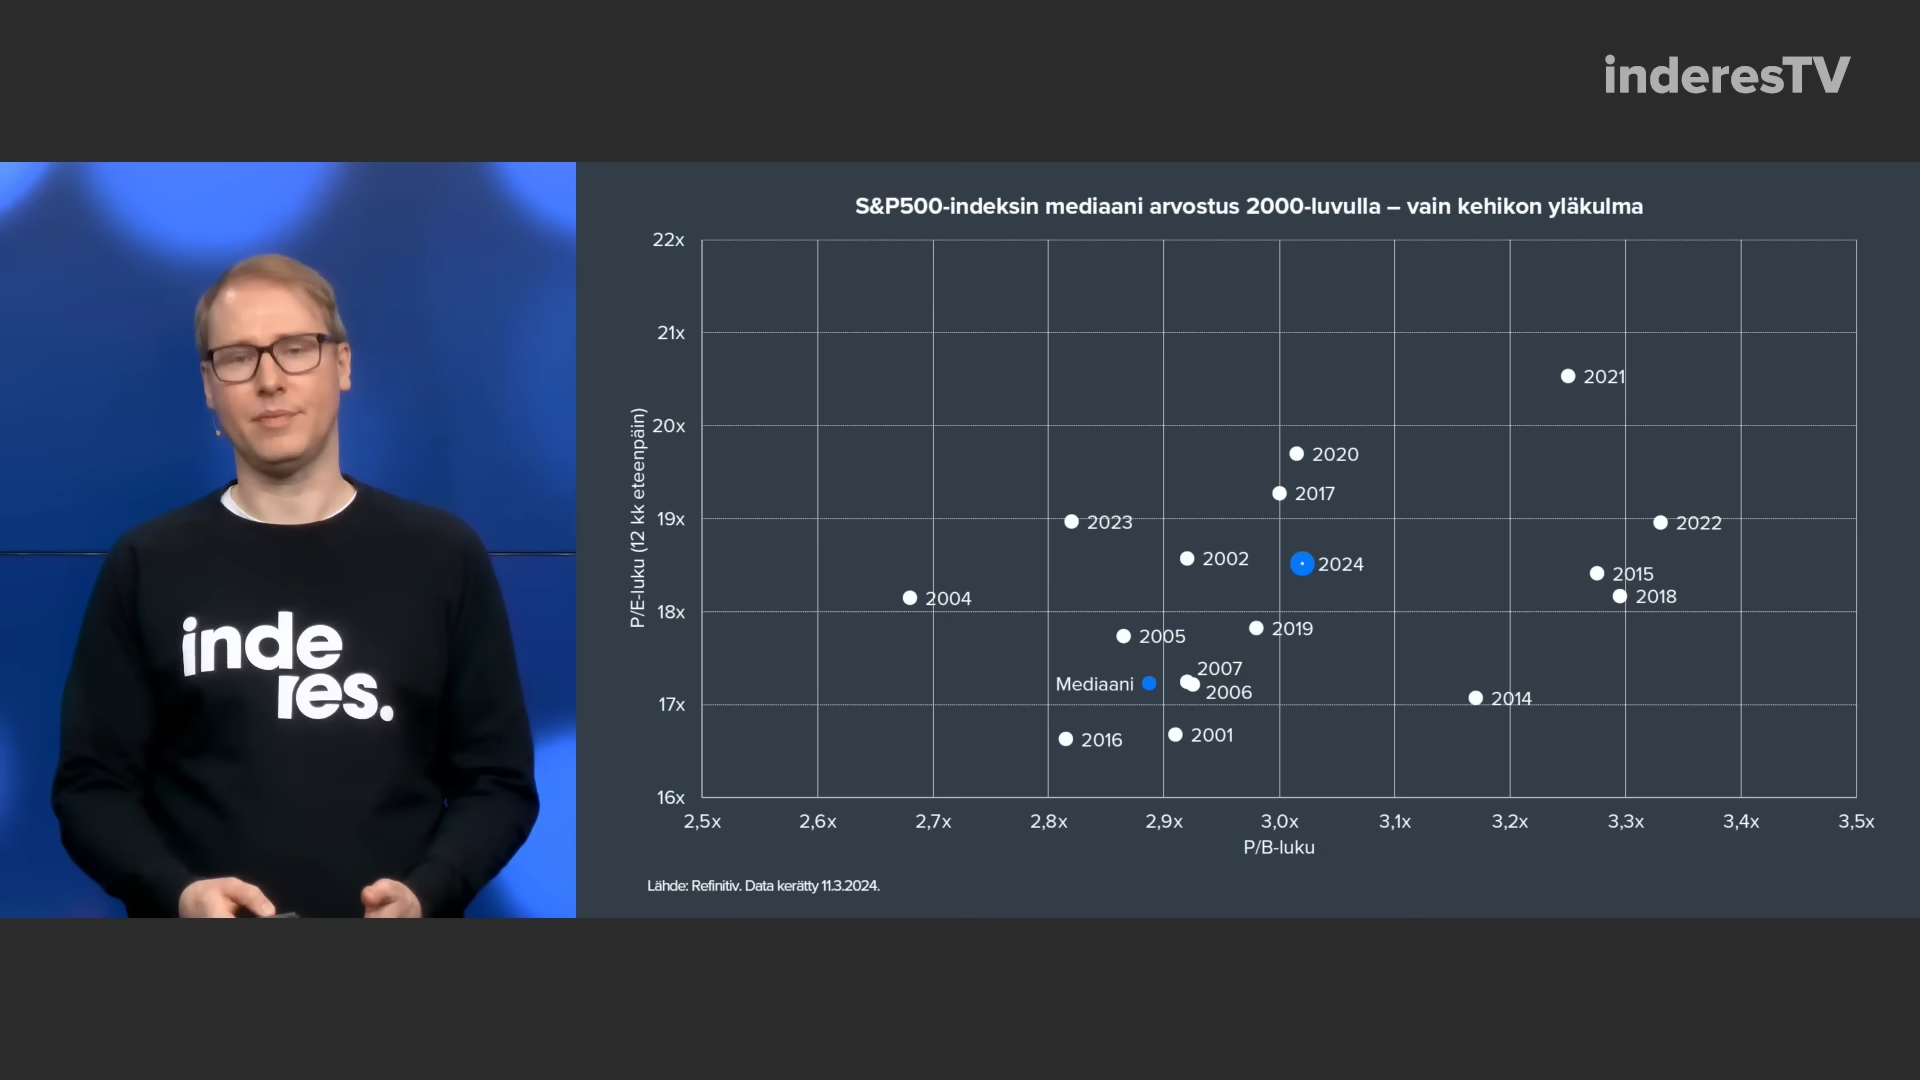 inderesTV
inde
res.
S&P500-indeksin mediaani arvostus 2000-luvulla – vain kehikon yläkulma
P/E-luku (12 kk eteenpäin)
22x
21x
20x
19x
18x
17x
16x
2021
2020
2017
2023
2022
2002
2024
2015
2018
2004
2019
2005
2007
Mediaani
2006
2014
2016
2001
2,5x 2,6x 2,7x 2,8x 2,9x 3,0x 3,1x 3,2x 3,3x 3,4x 3,5x
P/B-luku
Lähde: Refinitiv. Data kerätty 11.3.2024.